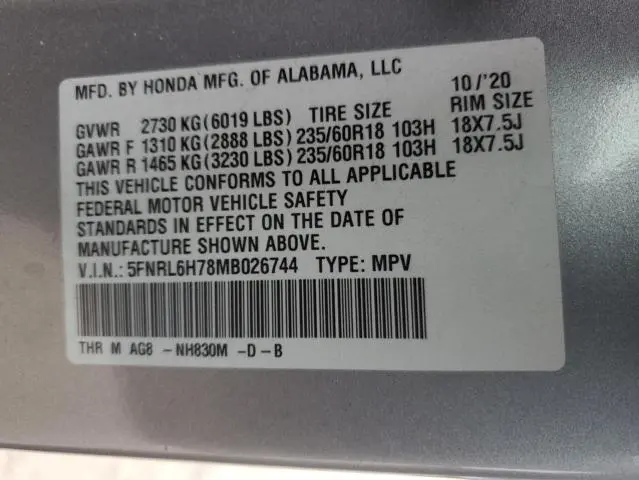 MFD. BY HONDA MFG. OF ALABAMA, LLC 10/'20
GVWR 2730 KG(6019 LBS) TIRE SIZE RIM SIZE
GAWR F 1310 KG(2888 LBS) 235/60R18 103H 18X7.5J
GAWR R 1465 KG(3230 LBS) 235/60R18 103H 18X7.5J
THIS VEHICLE CONFORMS TO ALL APPLICABLE
FEDERAL MOTOR VEHICLE SAFETY
STANDARDS IN EFFECT ON THE DATE OF
MANUFACTURE SHOWN ABOVE.
V.I.N.: 5FNRL6H78MB026744 TYPE: MPV
THR M AG8 -NH830M -D-B